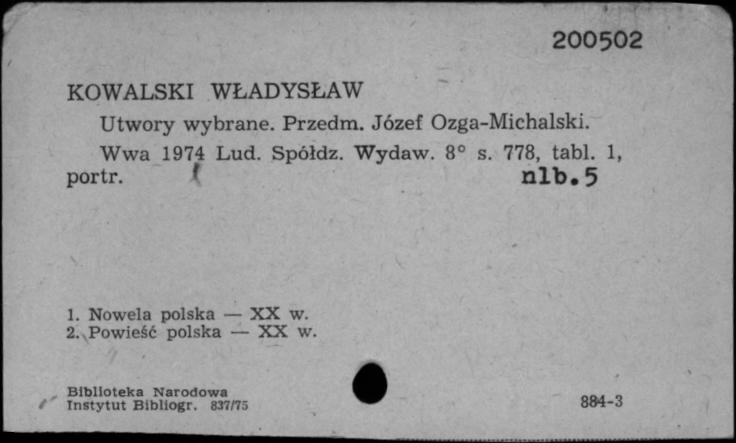 200502
KOWALSKI WŁADYSŁAW
Utwory wybrane. Przedm. Józef Ozga-Michalski.
Wwa 1974 Lud. Spółdz. Wydaw. 8° s. 778, tabl. 1,
portr. nlb.5
1. Nowela polska — XX w.
2. Powieść polska — XX w.
Biblioteka Narodowa
Instytut Bibliogr. 837/75
884-3